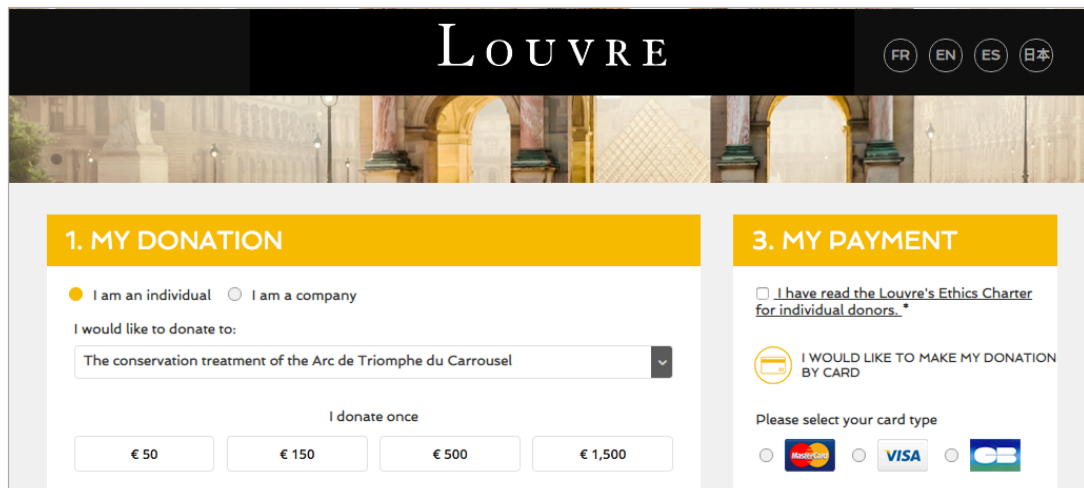 LOUVRE
FR EN ES 日本
1. MY DONATION
I am an individual I am a company
I would like to donate to:
The conservation treatment of the Arc de Triomphe du Carrousel
I donate once
€ 50 € 150 € 500 € 1,500
3. MY PAYMENT
I have read the Louvre's Ethics Charter
for individual donors. *
I WOULD LIKE TO MAKE MY DONATION
BY CARD
Please select your card type
MasterCard VISA CB